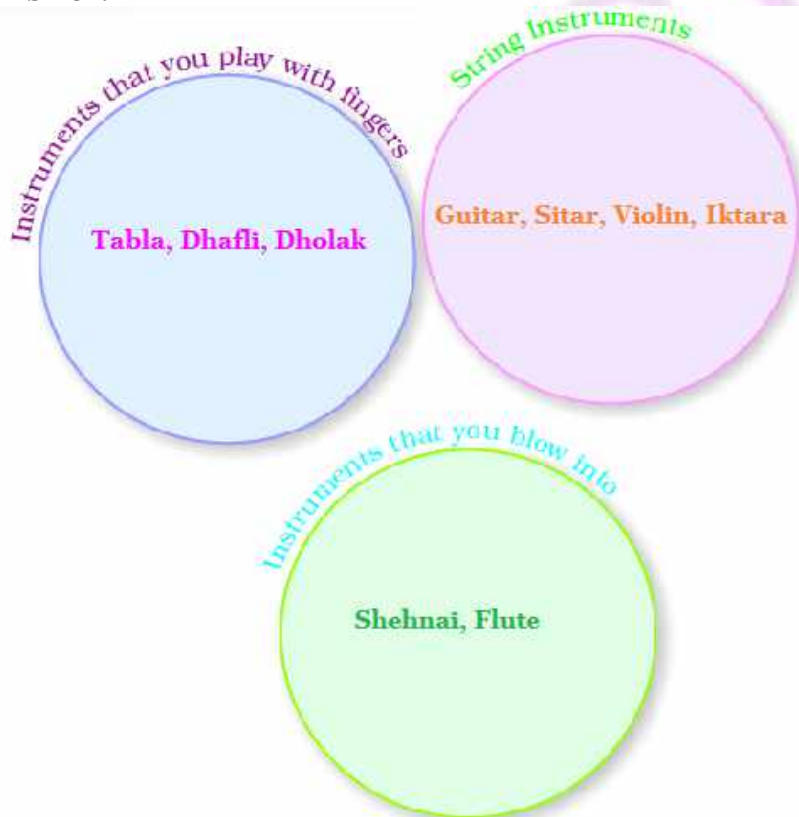 Instruments that you play with fingers
Tabla, Dhafli, Dholak
String Instruments
Guitar, Sitar, Violin, Iktara
Instruments that you blow into
Shehnai, Flute